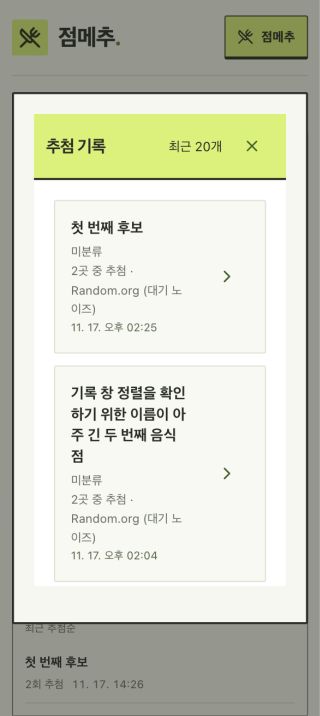 점메추.
점메추
추첨 기록
최근 20개
첫 번째 후보
미분류
2곳 중 추첨 ·
Random.org (대기 노
이즈)
11. 17. 오후 02:25
기록 창 정렬을 확인
하기 위한 이름이 아
주 긴 두 번째 음식
점
미분류
2곳 중 추첨 ·
Random.org (대기 노
이즈)
11. 17. 오후 02:04
최근 추첨순
첫 번째 후보
2회 추첨 11. 17. 14:26